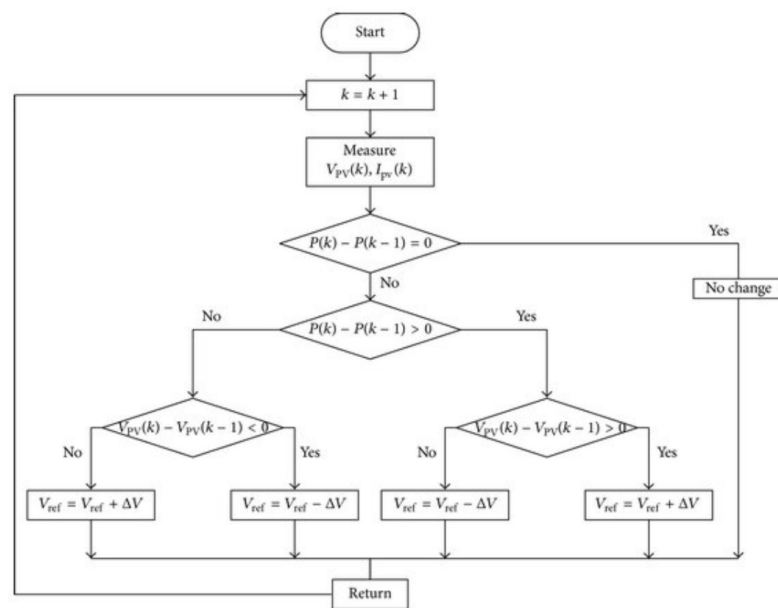 Start
k = k + 1
Measure
V_PV(k), I_pv(k)
P(k) − P(k − 1) = 0
Yes
No change
No
P(k) − P(k − 1) > 0
No
Yes
V_PV(k) − V_PV(k − 1) < 0
V_PV(k) − V_PV(k − 1) > 0
No
Yes
No
Yes
V_ref = V_ref + ΔV
V_ref = V_ref − ΔV
V_ref = V_ref − ΔV
V_ref = V_ref + ΔV
Return